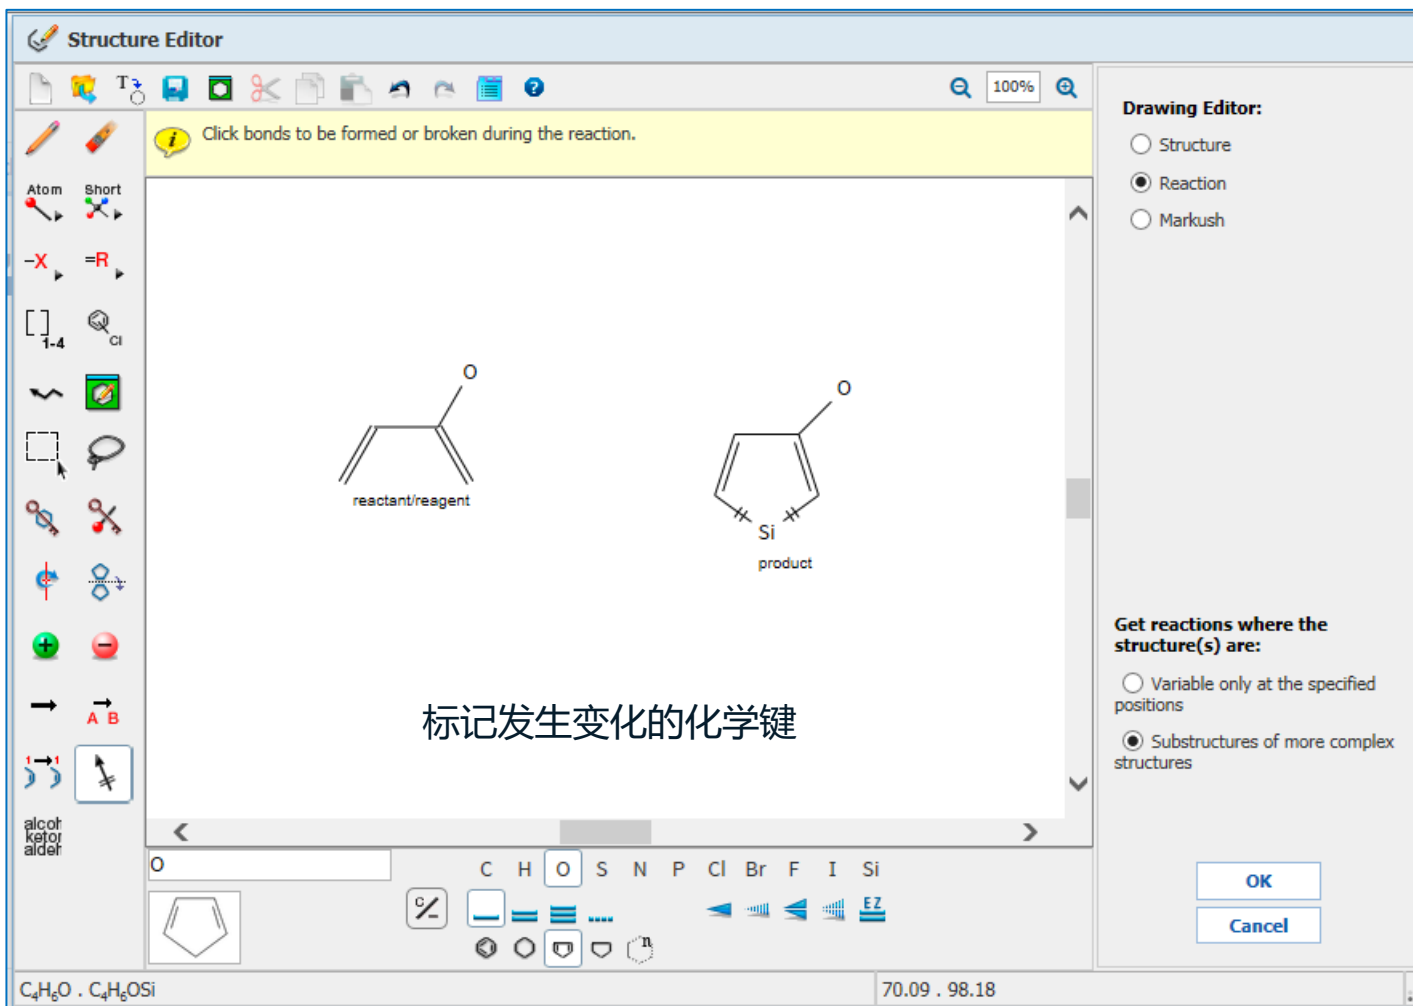 Structure Editor
T
100%
Click bonds to be formed or broken during the reaction.
Drawing Editor:
Structure
Reaction
Markush
Atom
Short
-X
=R
[ ] 1-4
Cl
O
O
reactant/reagent
Si
product
Get reactions where the
structure(s) are:
Variable only at the specified
positions
Substructures of more complex
structures
A B
标记发生变化的化学键
1 1
alcoh
ketor
aldeh
O
C H O S N P Cl Br F I Si
C/-
EZ
n
OK
Cancel
C₄H₆O . C₄H₆OSi
70.09 . 98.18